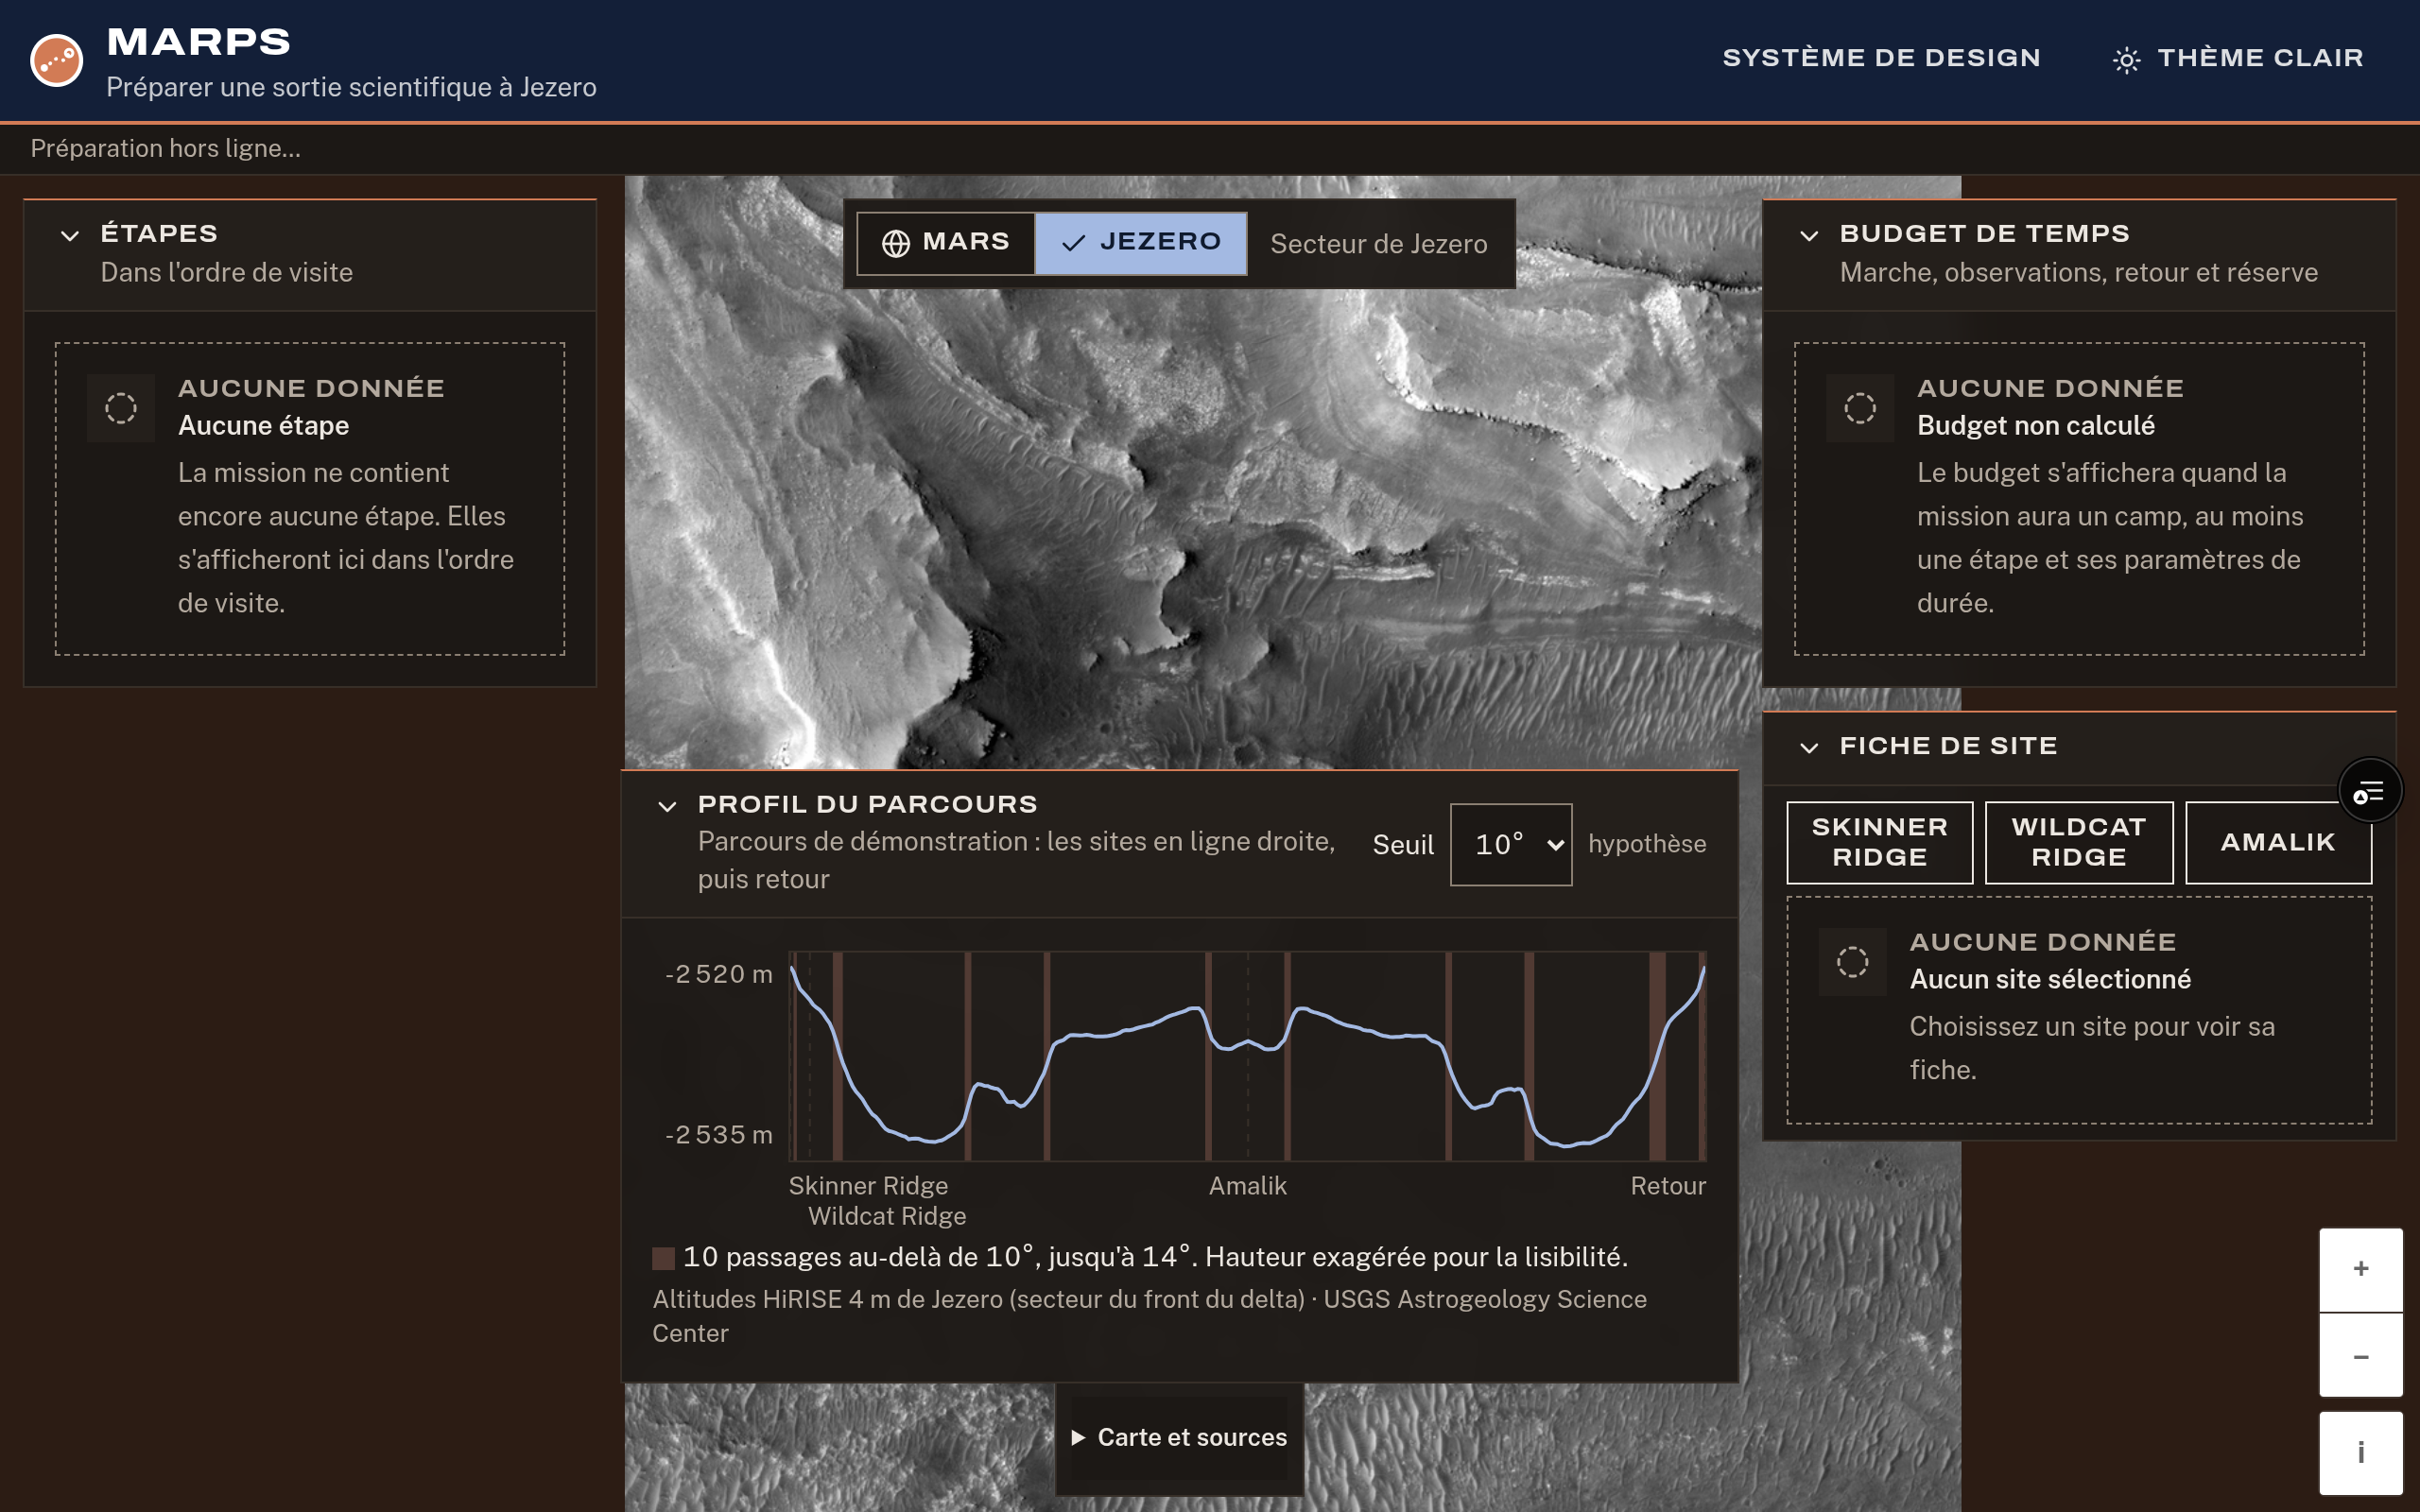 MARPS
Préparer une sortie scientifique à Jezero
SYSTÈME DE DESIGN
THÈME CLAIR
Préparation hors ligne...
ÉTAPES
Dans l'ordre de visite
AUCUNE DONNÉE
Aucune étape
La mission ne contient
encore aucune étape. Elles
s'afficheront ici dans l'ordre
de visite.
MARS
JEZERO
Secteur de Jezero
BUDGET DE TEMPS
Marche, observations, retour et réserve
AUCUNE DONNÉE
Budget non calculé
Le budget s'affichera quand la
mission aura un camp, au moins
une étape et ses paramètres de
durée.
FICHE DE SITE
SKINNER
RIDGE
WILDCAT
RIDGE
AMALIK
AUCUNE DONNÉE
Aucun site sélectionné
Choisissez un site pour voir sa
fiche.
PROFIL DU PARCOURS
Parcours de démonstration : les sites en ligne droite,
puis retour
Seuil
10°
hypothèse
-2 520 m
-2 535 m
Skinner Ridge
Wildcat Ridge
Amalik
Retour
10 passages au-delà de 10°, jusqu'à 14°. Hauteur exagérée pour la lisibilité.
Altitudes HiRISE 4 m de Jezero (secteur du front du delta) · USGS Astrogeology Science
Center
Carte et sources
+
−
i